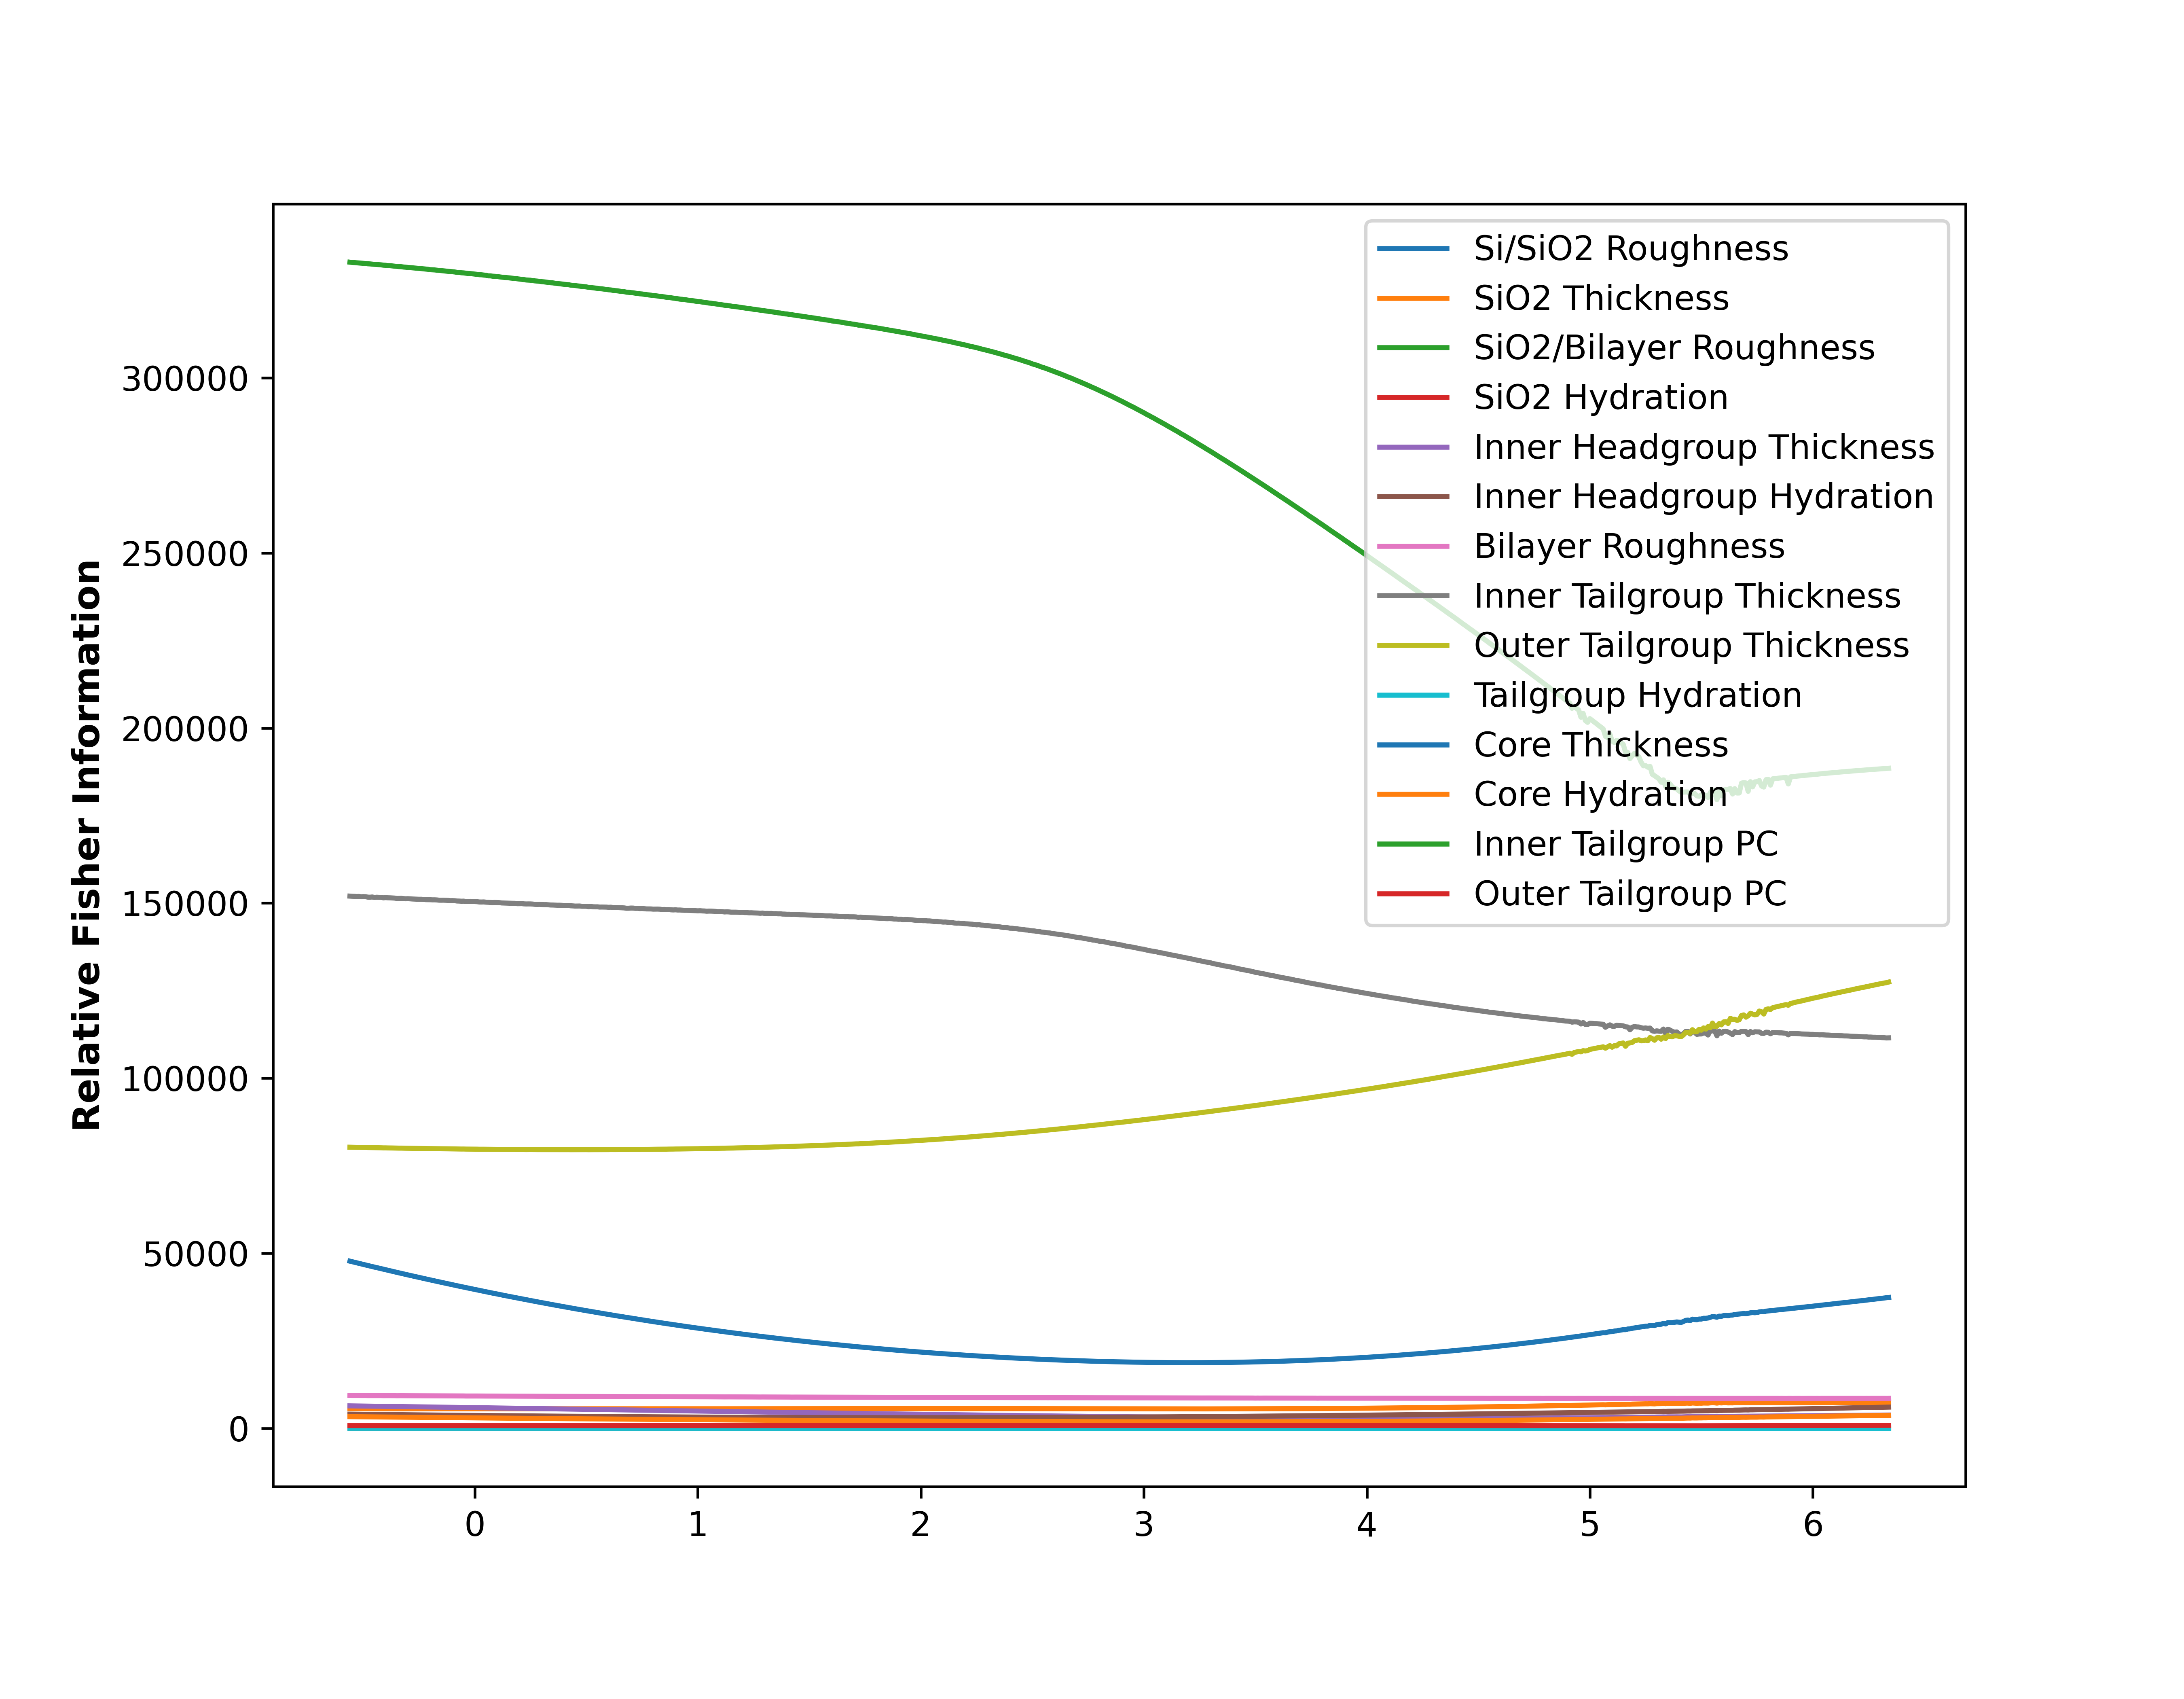 Si/SiO2 Roughness
SiO2 Thickness
SiO2/Bilayer Roughness
SiO2 Hydration
Inner Headgroup Thickness
Inner Headgroup Hydration
Bilayer Roughness
Inner Tailgroup Thickness
Outer Tailgroup Thickness
Tailgroup Hydration
Core Thickness
Core Hydration
Inner Tailgroup PC
Outer Tailgroup PC
Relative Fisher Information
300000
250000
200000
150000
100000
50000
0
0 1 2 3 4 5 6